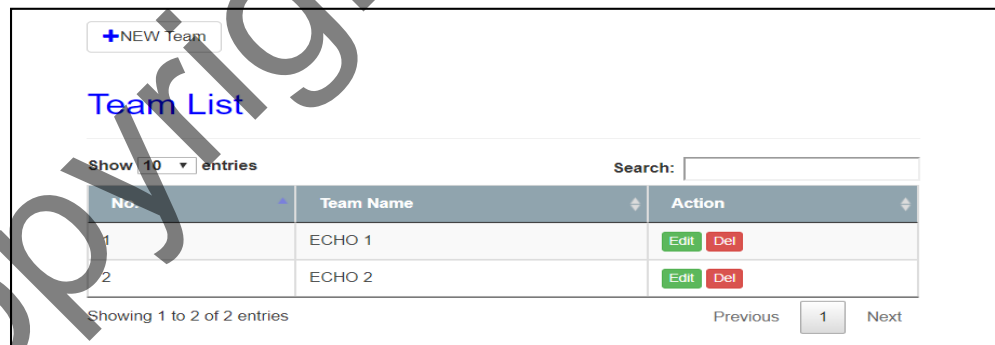 NEW Team
Team List
Show 10 entries Search:
No. Team Name Action
1 ECHO 1 Edit Del
2 ECHO 2 Edit Del
Showing 1 to 2 of 2 entries Previous 1 Next
opyrig